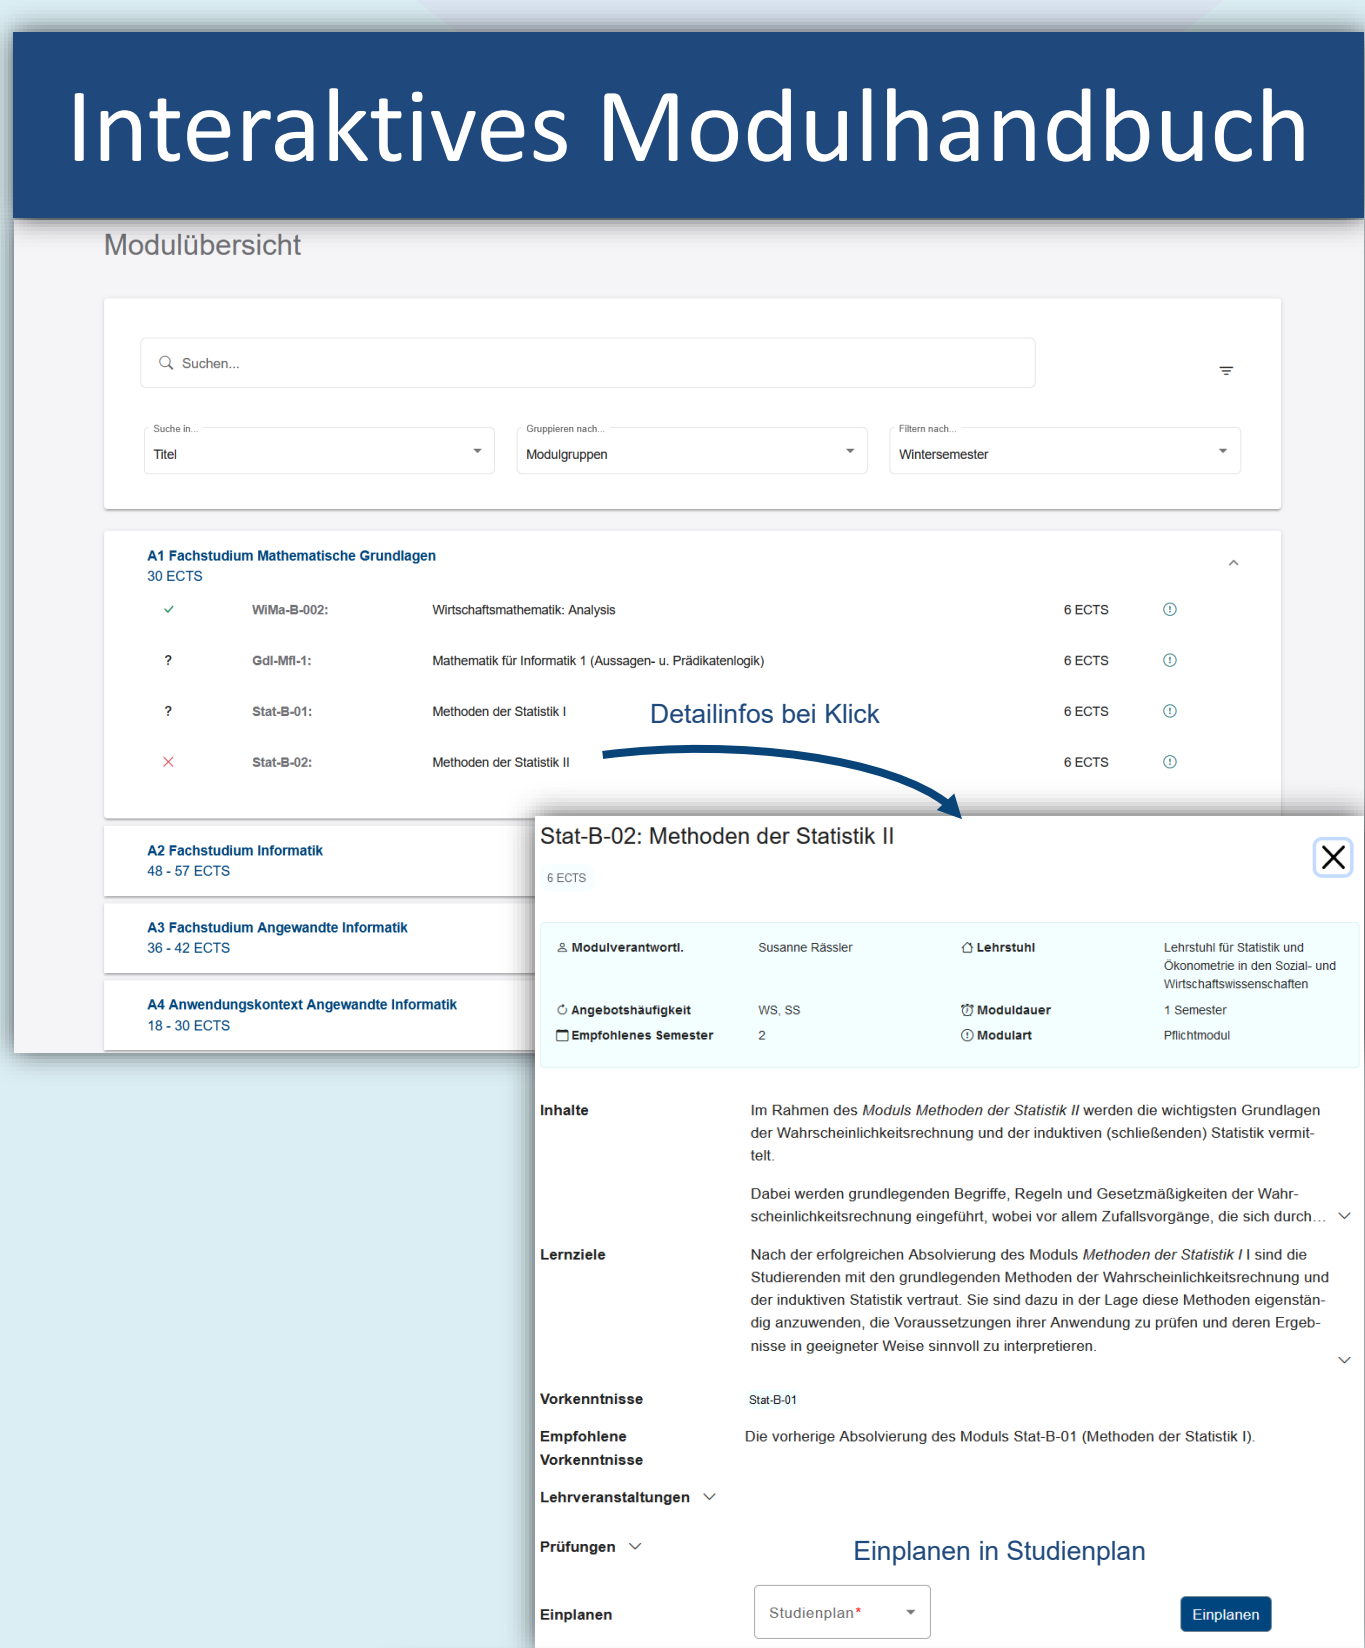 Interaktives Modulhandbuch
Modulübersicht
Suchen...
Suche in...
Titel
Gruppieren nach...
Modulgruppen
Filtern nach...
Wintersemester
A1 Fachstudium Mathematische Grundlagen
30 ECTS
WiMa-B-002: Wirtschaftsmathematik: Analysis 6 ECTS
? GdI-MfI-1: Mathematik für Informatik 1 (Aussagen- u. Prädikatenlogik) 6 ECTS
? Stat-B-01: Methoden der Statistik I 6 ECTS
Detailinfos bei Klick
Stat-B-02: Methoden der Statistik II 6 ECTS
A2 Fachstudium Informatik
48 - 57 ECTS
A3 Fachstudium Angewandte Informatik
36 - 42 ECTS
A4 Anwendungskontext Angewandte Informatik
18 - 30 ECTS
Stat-B-02: Methoden der Statistik II
6 ECTS
Modulverantwortl. Susanne Rässler
Lehrstuhl Lehrstuhl für Statistik und
Ökonometrie in den Sozial- und
Wirtschaftswissenschaften
Angebotshäufigkeit WS, SS
Moduldauer 1 Semester
Empfohlenes Semester 2
Modulart Pflichtmodul
Inhalte Im Rahmen des Moduls Methoden der Statistik II werden die wichtigsten Grundlagen
der Wahrscheinlichkeitsrechnung und der induktiven (schließenden) Statistik vermit-
telt.
Dabei werden grundlegenden Begriffe, Regeln und Gesetzmäßigkeiten der Wahr-
scheinlichkeitsrechnung eingeführt, wobei vor allem Zufallsvorgänge, die sich durch...
Lernziele Nach der erfolgreichen Absolvierung des Moduls Methoden der Statistik I I sind die
Studierenden mit den grundlegenden Methoden der Wahrscheinlichkeitsrechnung und
der induktiven Statistik vertraut. Sie sind dazu in der Lage diese Methoden eigenstän-
dig anzuwenden, die Voraussetzungen ihrer Anwendung zu prüfen und deren Ergeb-
nisse in geeigneter Weise sinnvoll zu interpretieren.
Vorkenntnisse Stat-B-01
Empfohlene Die vorherige Absolvierung des Moduls Stat-B-01 (Methoden der Statistik I).
Vorkenntnisse
Lehrveranstaltungen
Prüfungen
Einplanen in Studienplan
Einplanen Studienplan* Einplanen